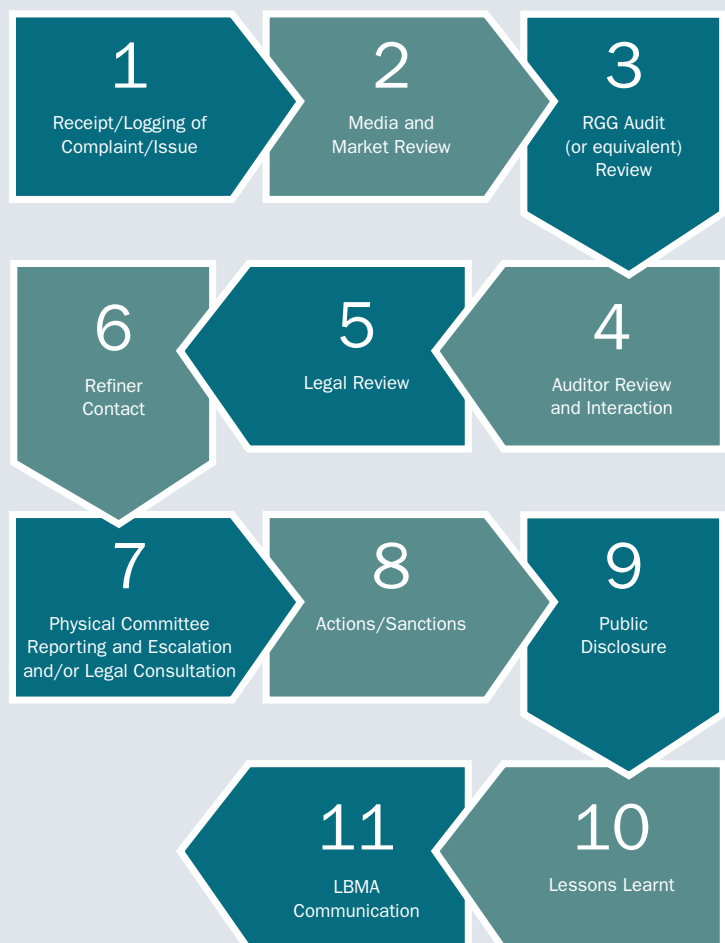 1
Receipt/Logging of
Complaint/Issue
2
Media and
Market Review
3
RGG Audit
(or equivalent)
Review
4
Auditor Review
and Interaction
5
Legal Review
6
Refiner
Contact
7
Physical Committee
Reporting and Escalation
and/or Legal Consultation
8
Actions/Sanctions
9
Public
Disclosure
10
Lessons Learnt
11
LBMA
Communication